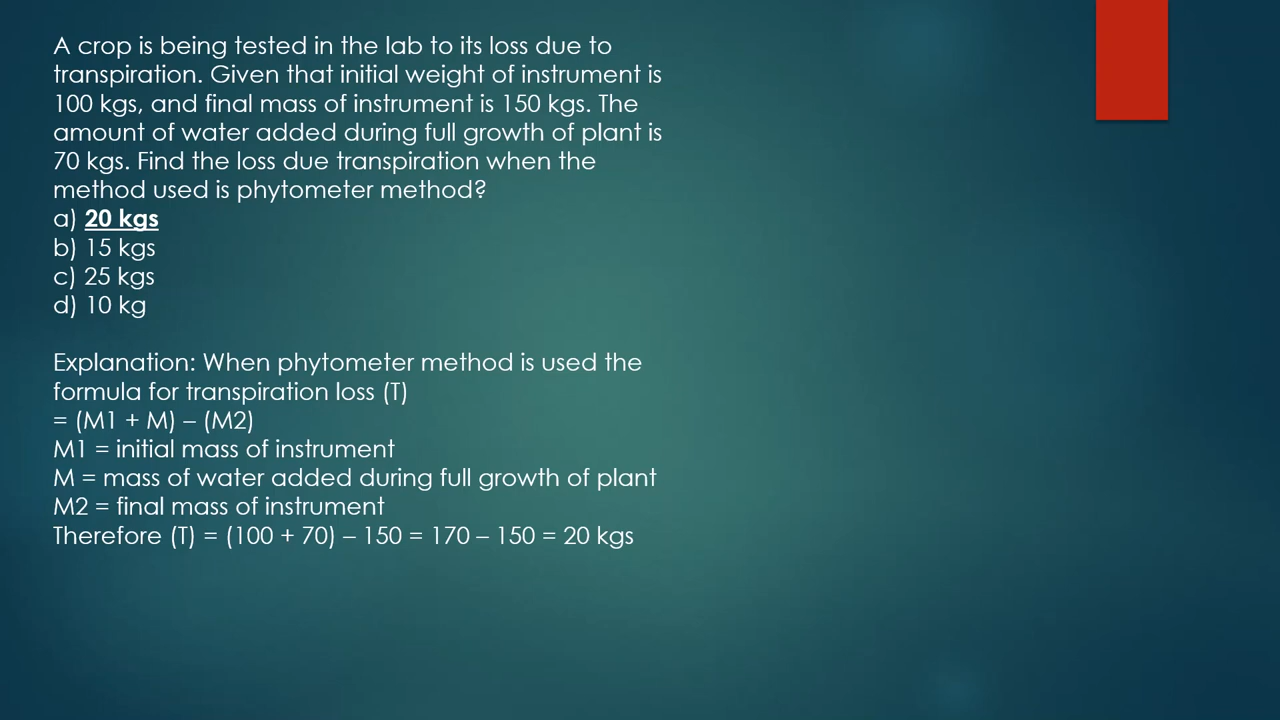 A crop is being tested in the lab to its loss due to
transpiration. Given that initial weight of instrument is
100 kgs, and final mass of instrument is 150 kgs. The
amount of water added during full growth of plant is
70 kgs. Find the loss due transpiration when the
method used is phytometer method?
a) 20 kgs
b) 15 kgs
c) 25 kgs
d) 10 kg
Explanation: When phytometer method is used the
formula for transpiration loss (T)
= (M1 + M) – (M2)
M1 = initial mass of instrument
M = mass of water added during full growth of plant
M2 = final mass of instrument
Therefore (T) = (100 + 70) – 150 = 170 – 150 = 20 kgs